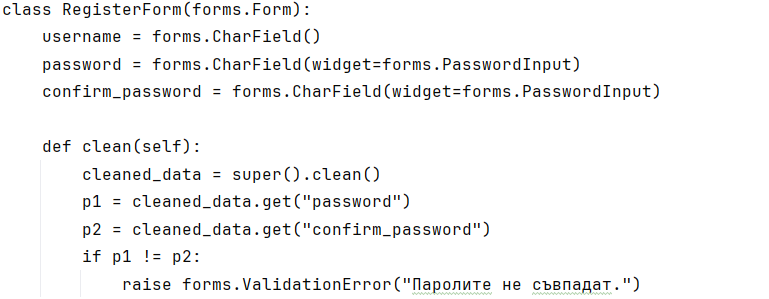 class RegisterForm(forms.Form):
    username = forms.CharField()
    password = forms.CharField(widget=forms.PasswordInput)
    confirm_password = forms.CharField(widget=forms.PasswordInput)

    def clean(self):
        cleaned_data = super().clean()
        p1 = cleaned_data.get("password")
        p2 = cleaned_data.get("confirm_password")
        if p1 != p2:
            raise forms.ValidationError("Паролите не съвпадат.")